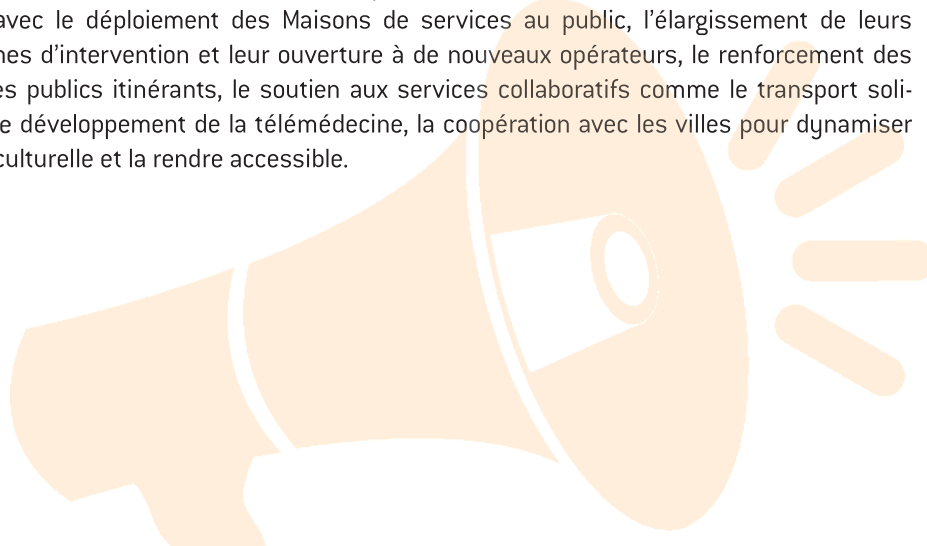 avec le déploiement des Maisons de services au public, l’élargissement de leurs
d’intervention et leur ouverture à de nouveaux opérateurs, le renforcement des
publics itinérants, le soutien aux services collaboratifs comme le transport soli-
développement de la télémédecine, la coopération avec les villes pour dynamiser
culturelle et la rendre accessible.